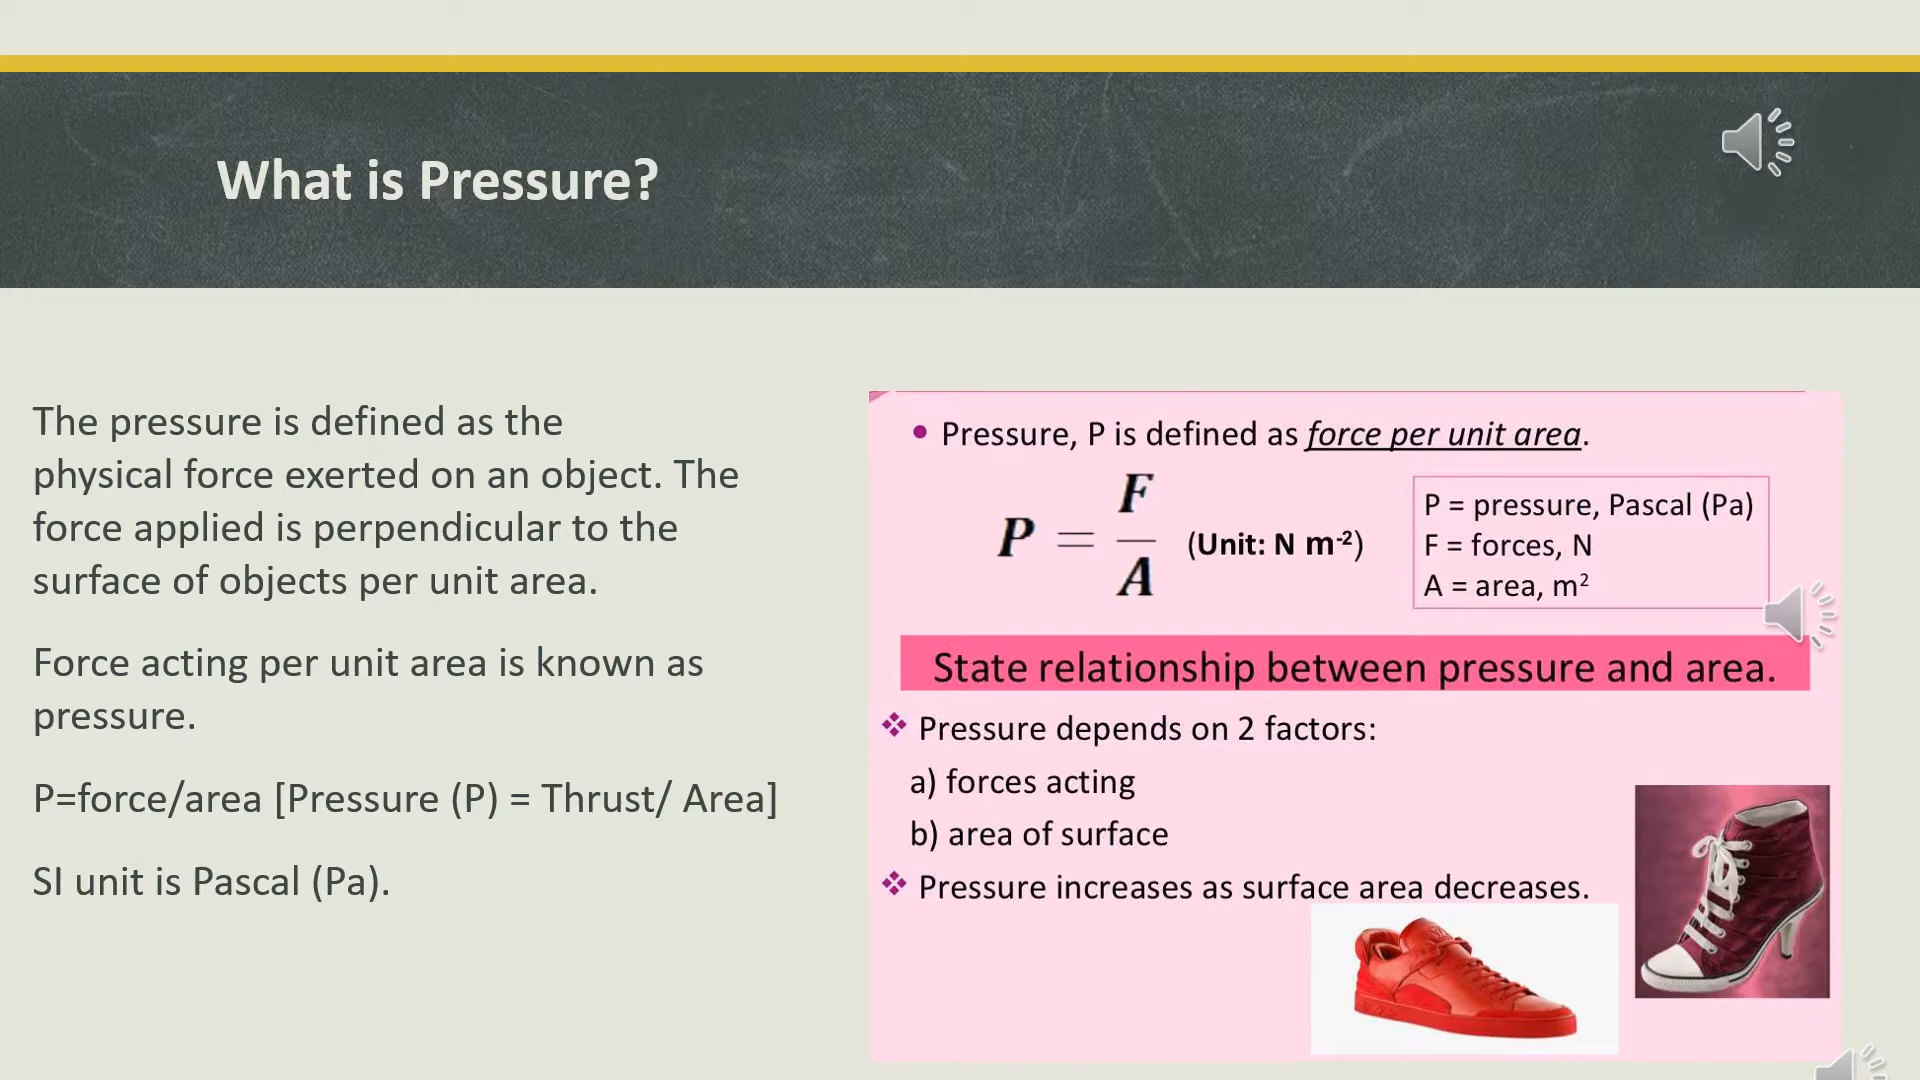 What is Pressure?
The pressure is defined as the
physical force exerted on an object. The
force applied is perpendicular to the
surface of objects per unit area.
Force acting per unit area is known as
pressure.
P=force/area [Pressure (P) = Thrust/ Area]
SI unit is Pascal (Pa).
• Pressure, P is defined as force per unit area.
P = F/A (Unit: N m⁻²)
P = pressure, Pascal (Pa)
F = forces, N
A = area, m²
State relationship between pressure and area.
❖ Pressure depends on 2 factors:
a) forces acting
b) area of surface
❖ Pressure increases as surface area decreases.